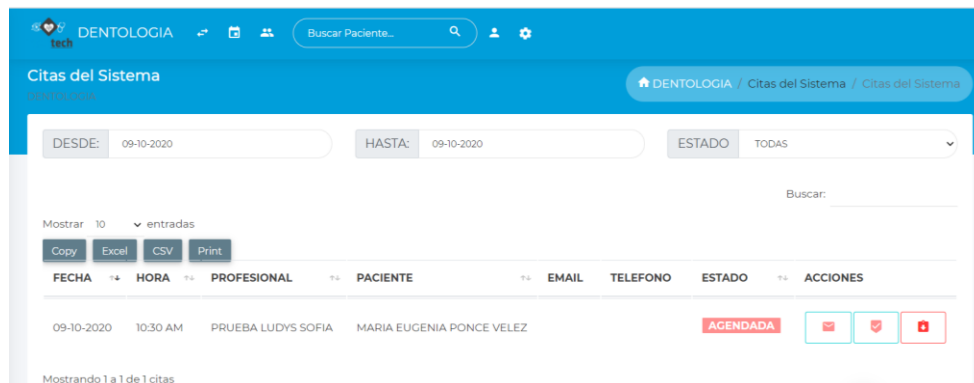 tech DENTOLOGIA Buscar Paciente...
Citas del Sistema
DENTOLOGIA / Citas del Sistema / Citas del Sistema
DENTOLOGIA
DESDE: 09-10-2020 HASTA: 09-10-2020 ESTADO TODAS
Buscar:
Mostrar 10 entradas
Copy Excel CSV Print
FECHA HORA PROFESIONAL PACIENTE EMAIL TELEFONO ESTADO ACCIONES
09-10-2020 10:30 AM PRUEBA LUDYS SOFIA MARIA EUGENIA PONCE VELEZ AGENDADA
Mostrando 1 a 1 de 1 citas